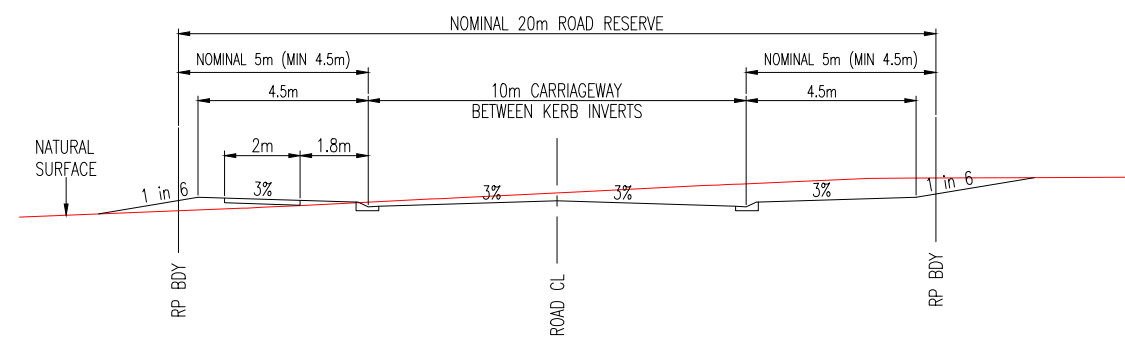 NOMINAL 20m ROAD RESERVE
NOMINAL 5m (MIN 4.5m)
NOMINAL 5m (MIN 4.5m)
4.5m
10m CARRIAGEWAY
BETWEEN KERB INVERTS
4.5m
NATURAL
SURFACE
2m
1.8m
1 in 6
3%
3%
3%
3%
1 in 6
RP BDY
ROAD CL
RP BDY